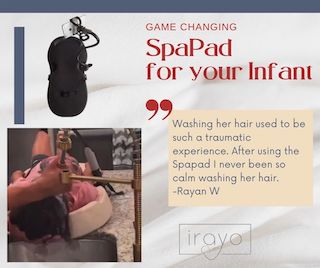 GAME CHANGING
SpaPad
for your Infant
Washing her hair used to be
such a traumatic
experience. After using the
Spapad I never been so
calm washing her hair.
-Rayan W
irayo